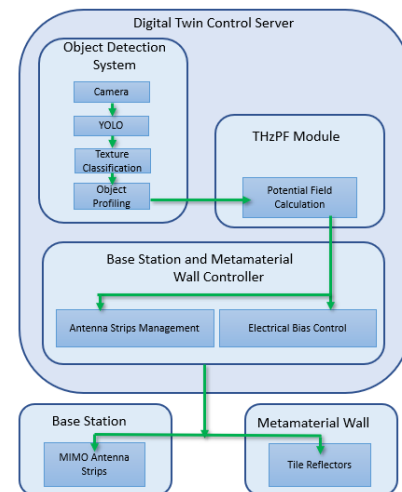 Digital Twin Control Server
Object Detection
System
Camera
YOLO
Texture
Classification
Object
Profiling
THzPF Module
Potential Field
Calculation
Base Station and Metamaterial
Wall Controller
Antenna Strips Management
Electrical Bias Control
Base Station
MIMO Antenna
Strips
Metamaterial Wall
Tile Reflectors